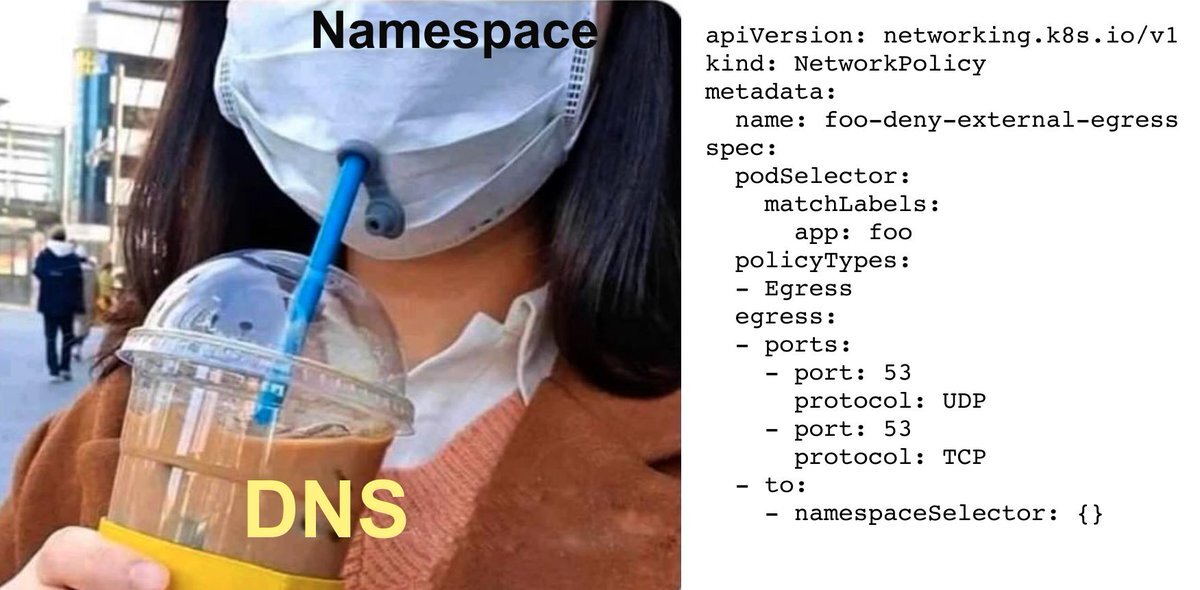 Namespace
DNS
apiVersion: networking.k8s.io/v1
kind: NetworkPolicy
metadata:
  name: foo-deny-external-egress
spec:
  podSelector:
    matchLabels:
      app: foo
  policyTypes:
  - Egress
  egress:
  - ports:
    - port: 53
      protocol: UDP
    - port: 53
      protocol: TCP
  - to:
    - namespaceSelector: {}